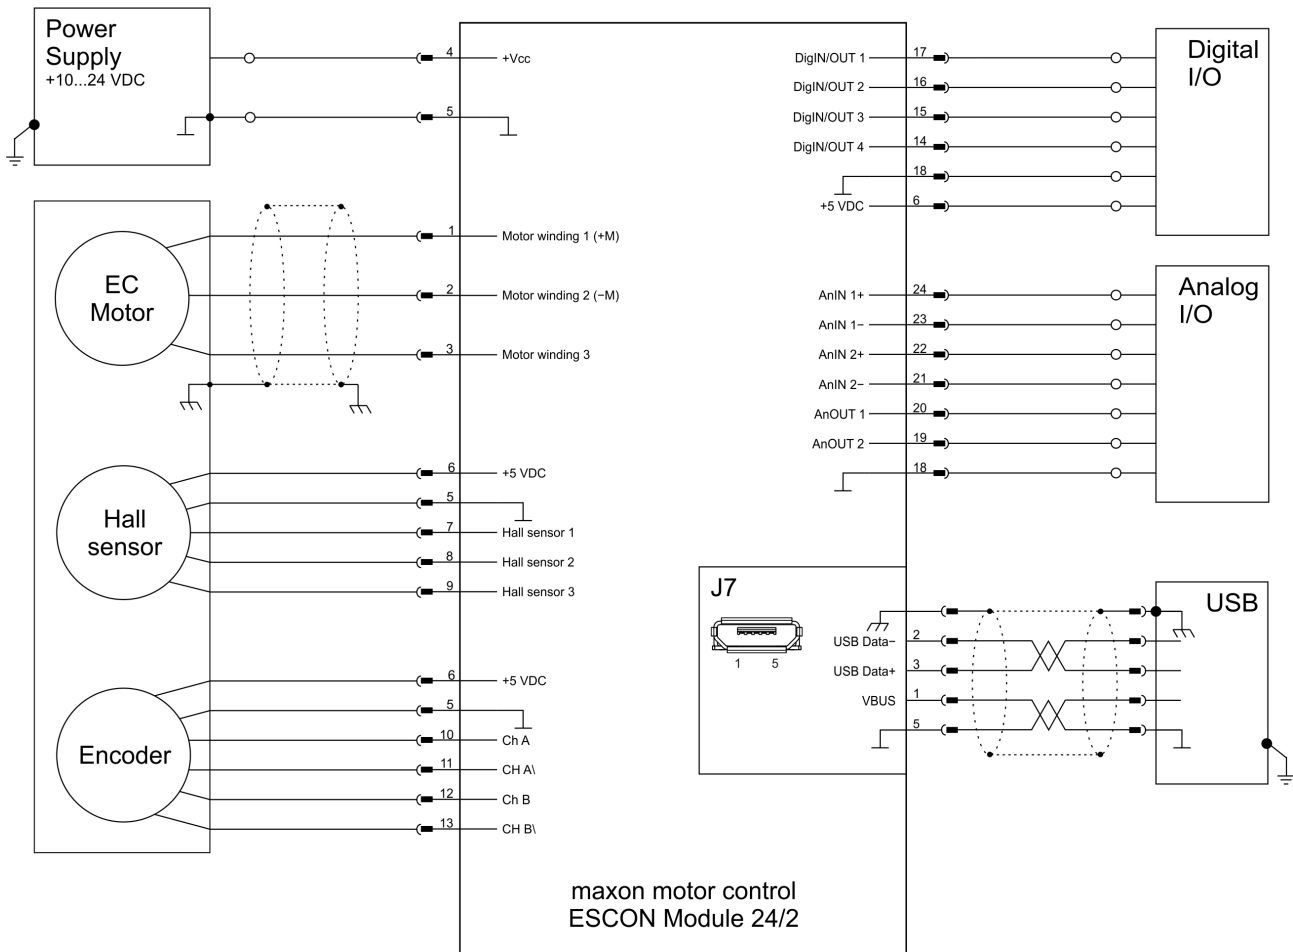 Power
Supply
+10...24 VDC
4
+Vcc
5
EC
Motor
1
Motor winding 1 (+M)
2
Motor winding 2 (−M)
3
Motor winding 3
Hall
sensor
6
+5 VDC
5
7
Hall sensor 1
8
Hall sensor 2
9
Hall sensor 3
Encoder
6
+5 VDC
5
10
Ch A
11
CH A\
12
Ch B
13
CH B\
DigIN/OUT 1
17
DigIN/OUT 2
16
DigIN/OUT 3
15
DigIN/OUT 4
14
18
+5 VDC
6
Digital
I/O
AnIN 1+
24
AnIN 1−
23
AnIN 2+
22
AnIN 2−
21
AnOUT 1
20
AnOUT 2
19
18
Analog
I/O
J7
1 5
USB Data−
2
USB Data+
3
VBUS
1
5
USB
maxon motor control
ESCON Module 24/2